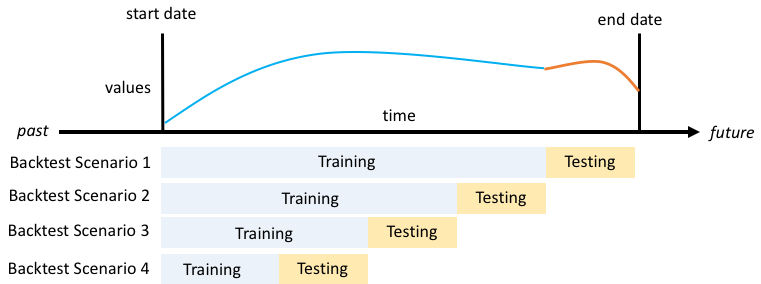 start date
end date
values
time
past
future
Backtest Scenario 1 Training Testing
Backtest Scenario 2 Training Testing
Backtest Scenario 3 Training Testing
Backtest Scenario 4 Training Testing